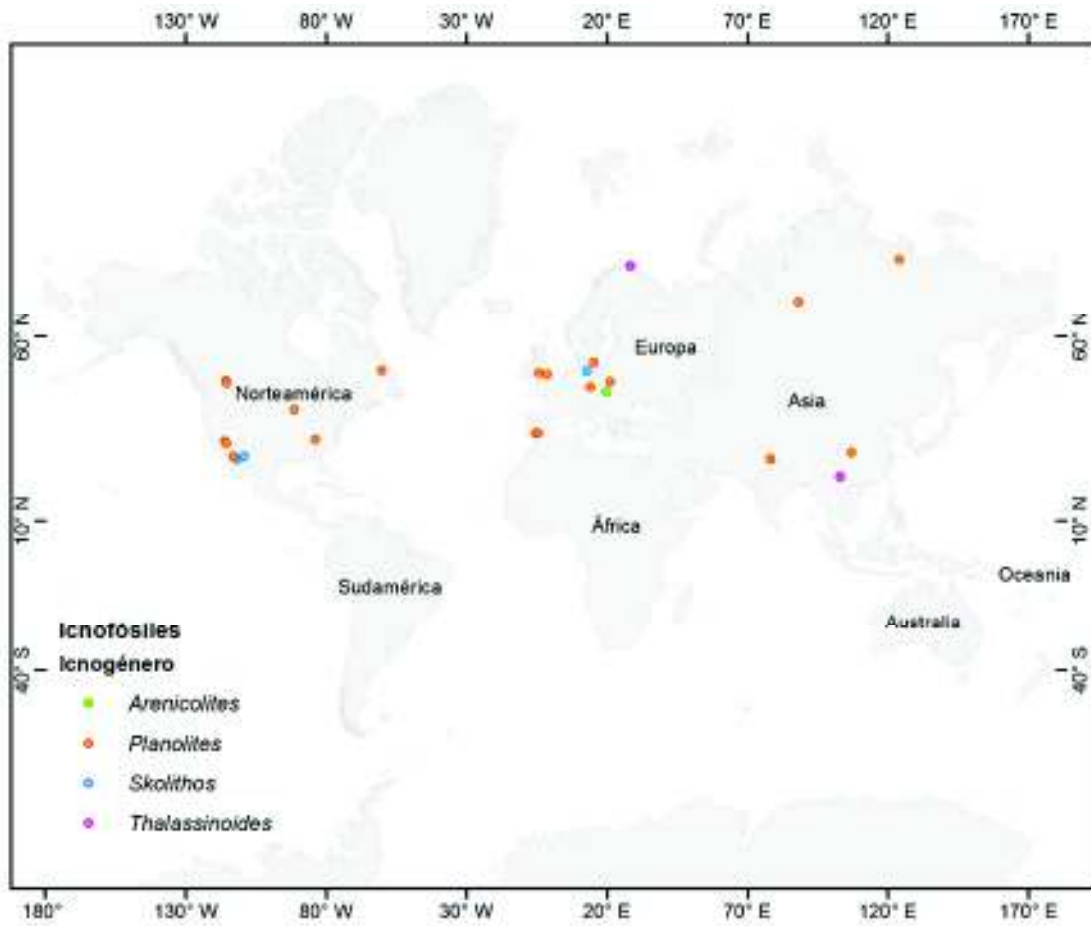 130° W 80° W 30° W 20° E 70° E 120° E 170° E
60° N 60° N
Europa
Norteamérica
Asia
10° N 10° N
África
Oceania
Sudamérica
Australia
Icnofósiles
Icnogénero
40° S 40° S
Arenicolites
Planolites
Skolithos
Thalassinoides
180° 130° W 80° W 30° W 20° E 70° E 120° E 170° E